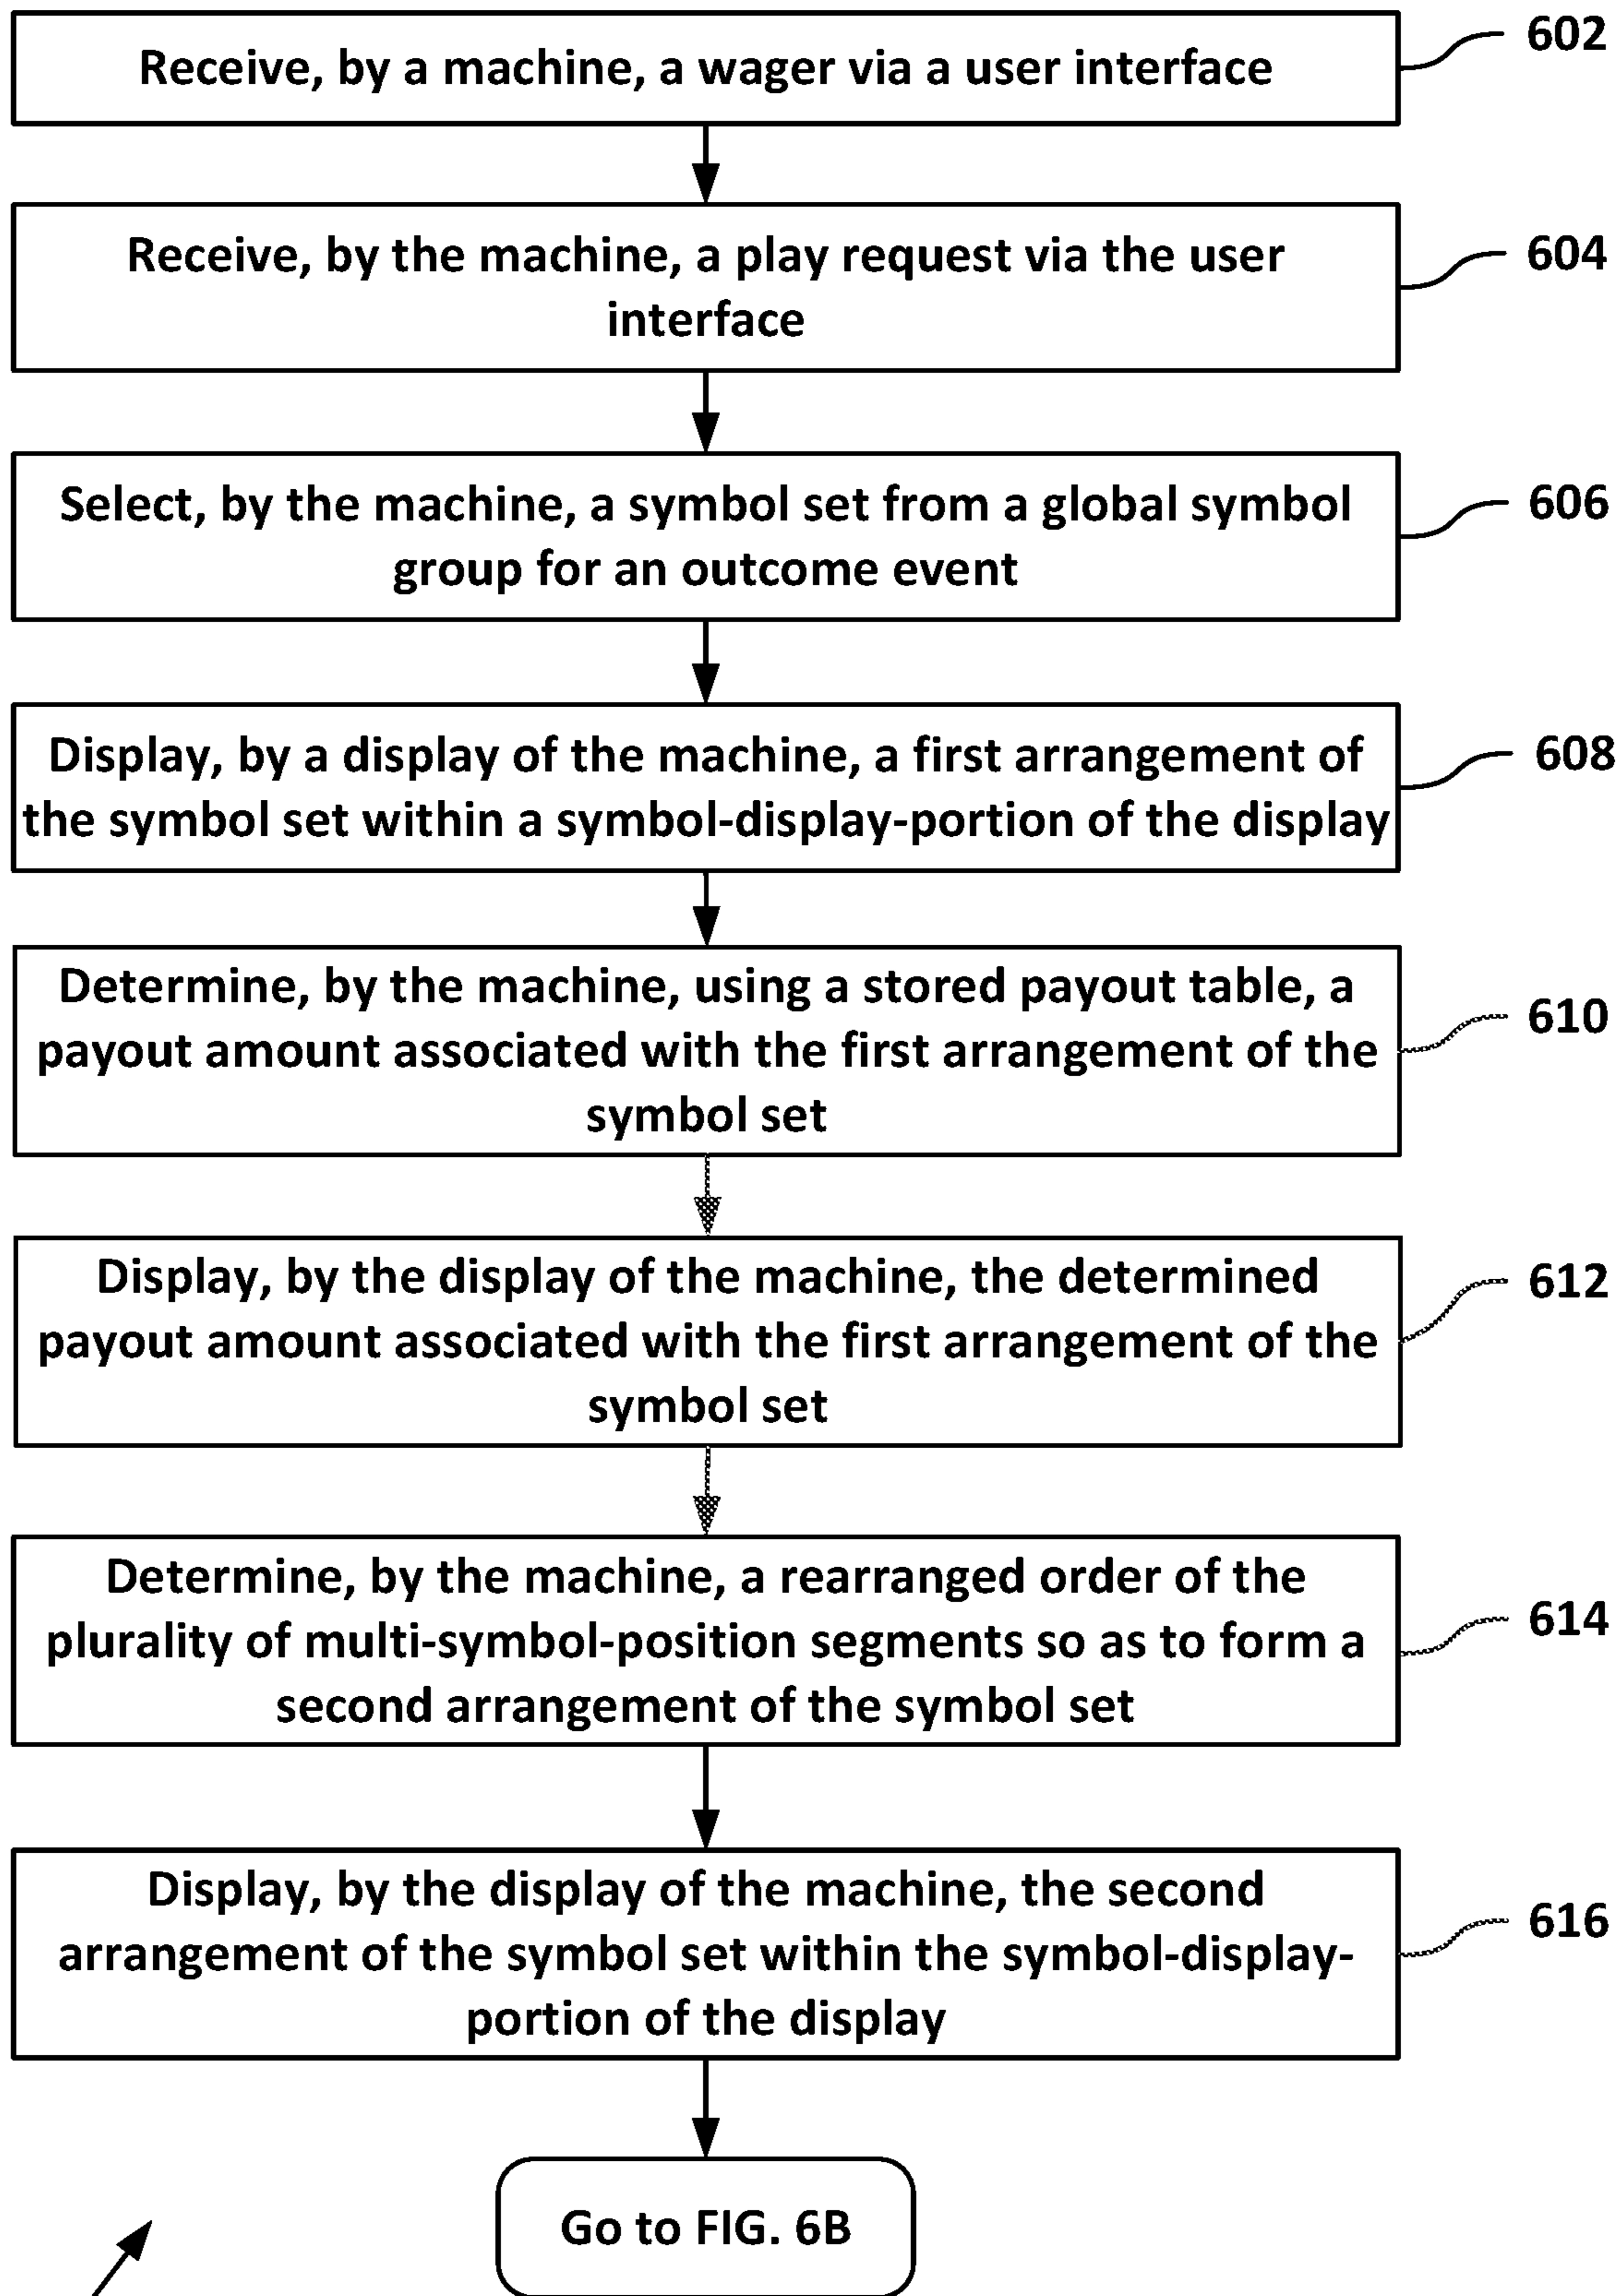 Receive, by a machine, a wager via a user interface
602
Receive, by the machine, a play request via the user
interface
604
Select, by the machine, a symbol set from a global symbol
group for an outcome event
606
Display, by a display of the machine, a first arrangement of
the symbol set within a symbol-display-portion of the display
608
Determine, by the machine, using a stored payout table, a
payout amount associated with the first arrangement of the
symbol set
610
Display, by the display of the machine, the determined
payout amount associated with the first arrangement of the
symbol set
612
Determine, by the machine, a rearranged order of the
plurality of multi-symbol-position segments so as to form a
second arrangement of the symbol set
614
Display, by the display of the machine, the second
arrangement of the symbol set within the symbol-display-
portion of the display
616
Go to FIG. 6B